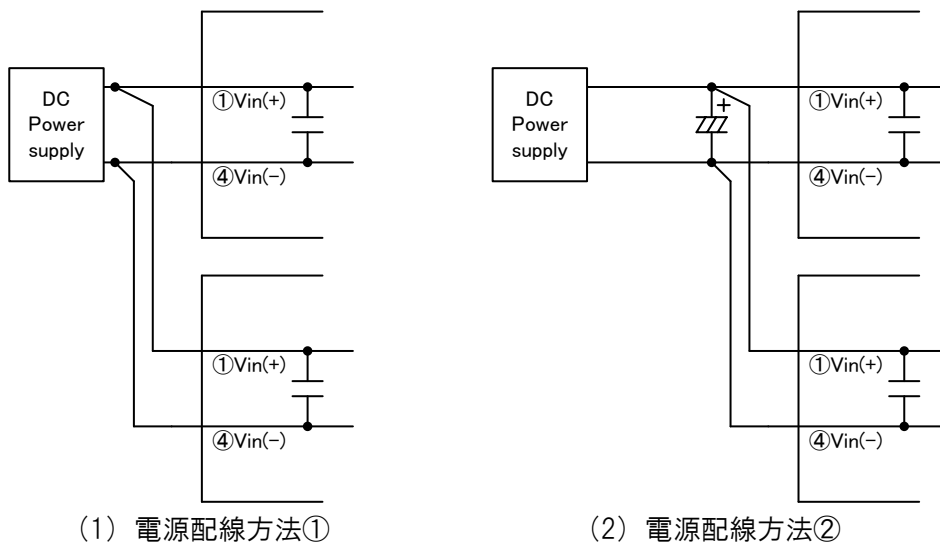 DC
Power
supply
①Vin(+)
④Vin(-)
①Vin(+)
④Vin(-)
(1) 電源配線方法①
DC
Power
supply
+
①Vin(+)
④Vin(-)
①Vin(+)
④Vin(-)
(2) 電源配線方法②